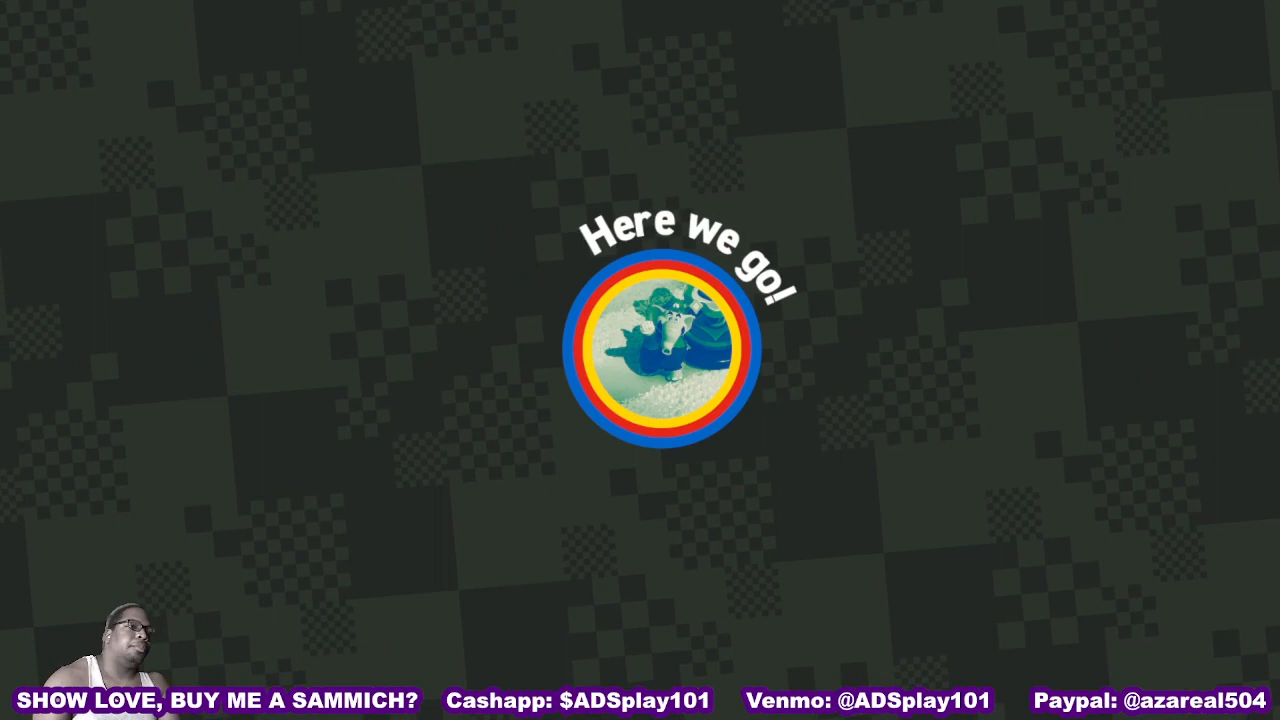 Here we go!
SHOW LOVE, BUY ME A SAMMICH? Cashapp: $ADSplay101 Venmo: @ADSplay101 Paypal: @azareal504